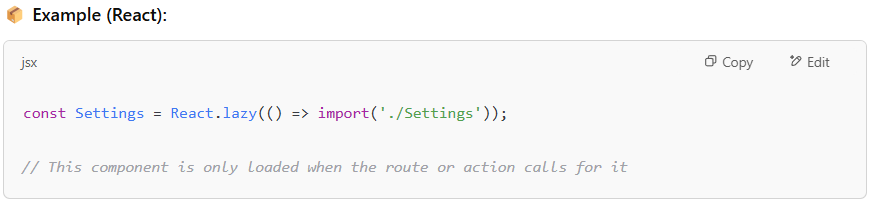 📦 Example (React):
jsx
Copy
Edit
const Settings = React.lazy(() => import('./Settings'));
// This component is only loaded when the route or action calls for it